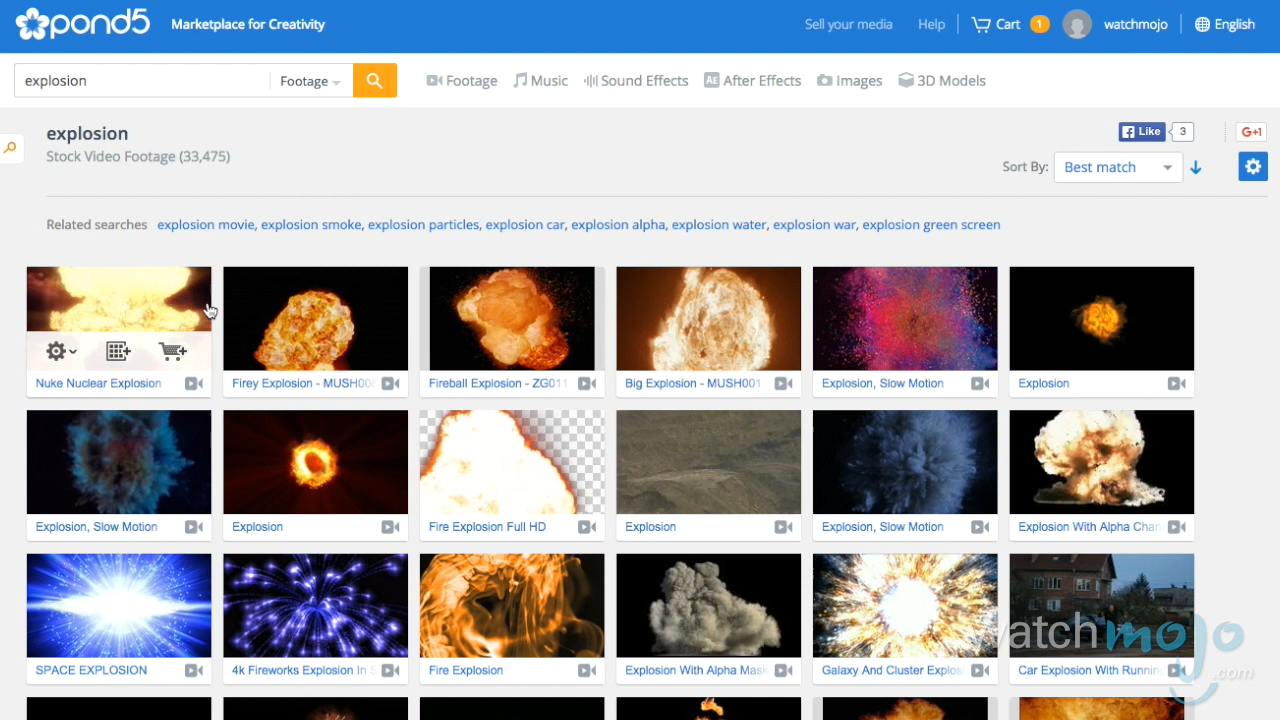 pond5 Marketplace for Creativity Sell your media Help Cart 1 watchmojo English
explosion Footage Footage Music Sound Effects AE After Effects Images 3D Models
explosion Like 3 G+1
Stock Video Footage (33,475)
Sort By: Best match
Related searches explosion movie, explosion smoke, explosion particles, explosion car, explosion alpha, explosion water, explosion war, explosion green screen
Nuke Nuclear Explosion Firey Explosion - MUSH00 Fireball Explosion - ZG011 Big Explosion - MUSH001 Explosion, Slow Motion Explosion
Explosion, Slow Motion Explosion Fire Explosion Full HD Explosion Explosion, Slow Motion Explosion With Alpha Chan
SPACE EXPLOSION 4k Fireworks Explosion In S Fire Explosion Explosion With Alpha Mask Galaxy And Cluster Explos Car Explosion With Runnin
watchmojo
.com